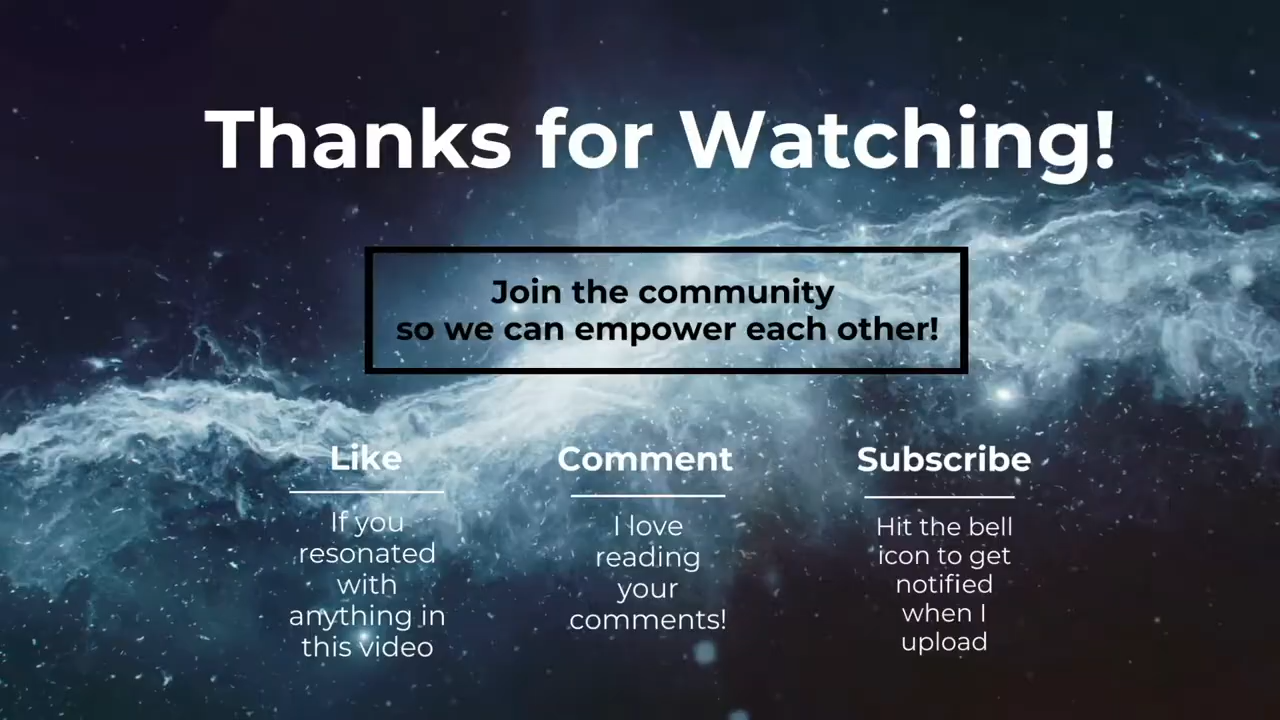 Thanks for Watching!
Join the community
so we can empower each other!
Like
If you
resonated
with
anything in
this video
Comment
I love
reading
your
comments!
Subscribe
Hit the bell
icon to get
notified
when I
upload